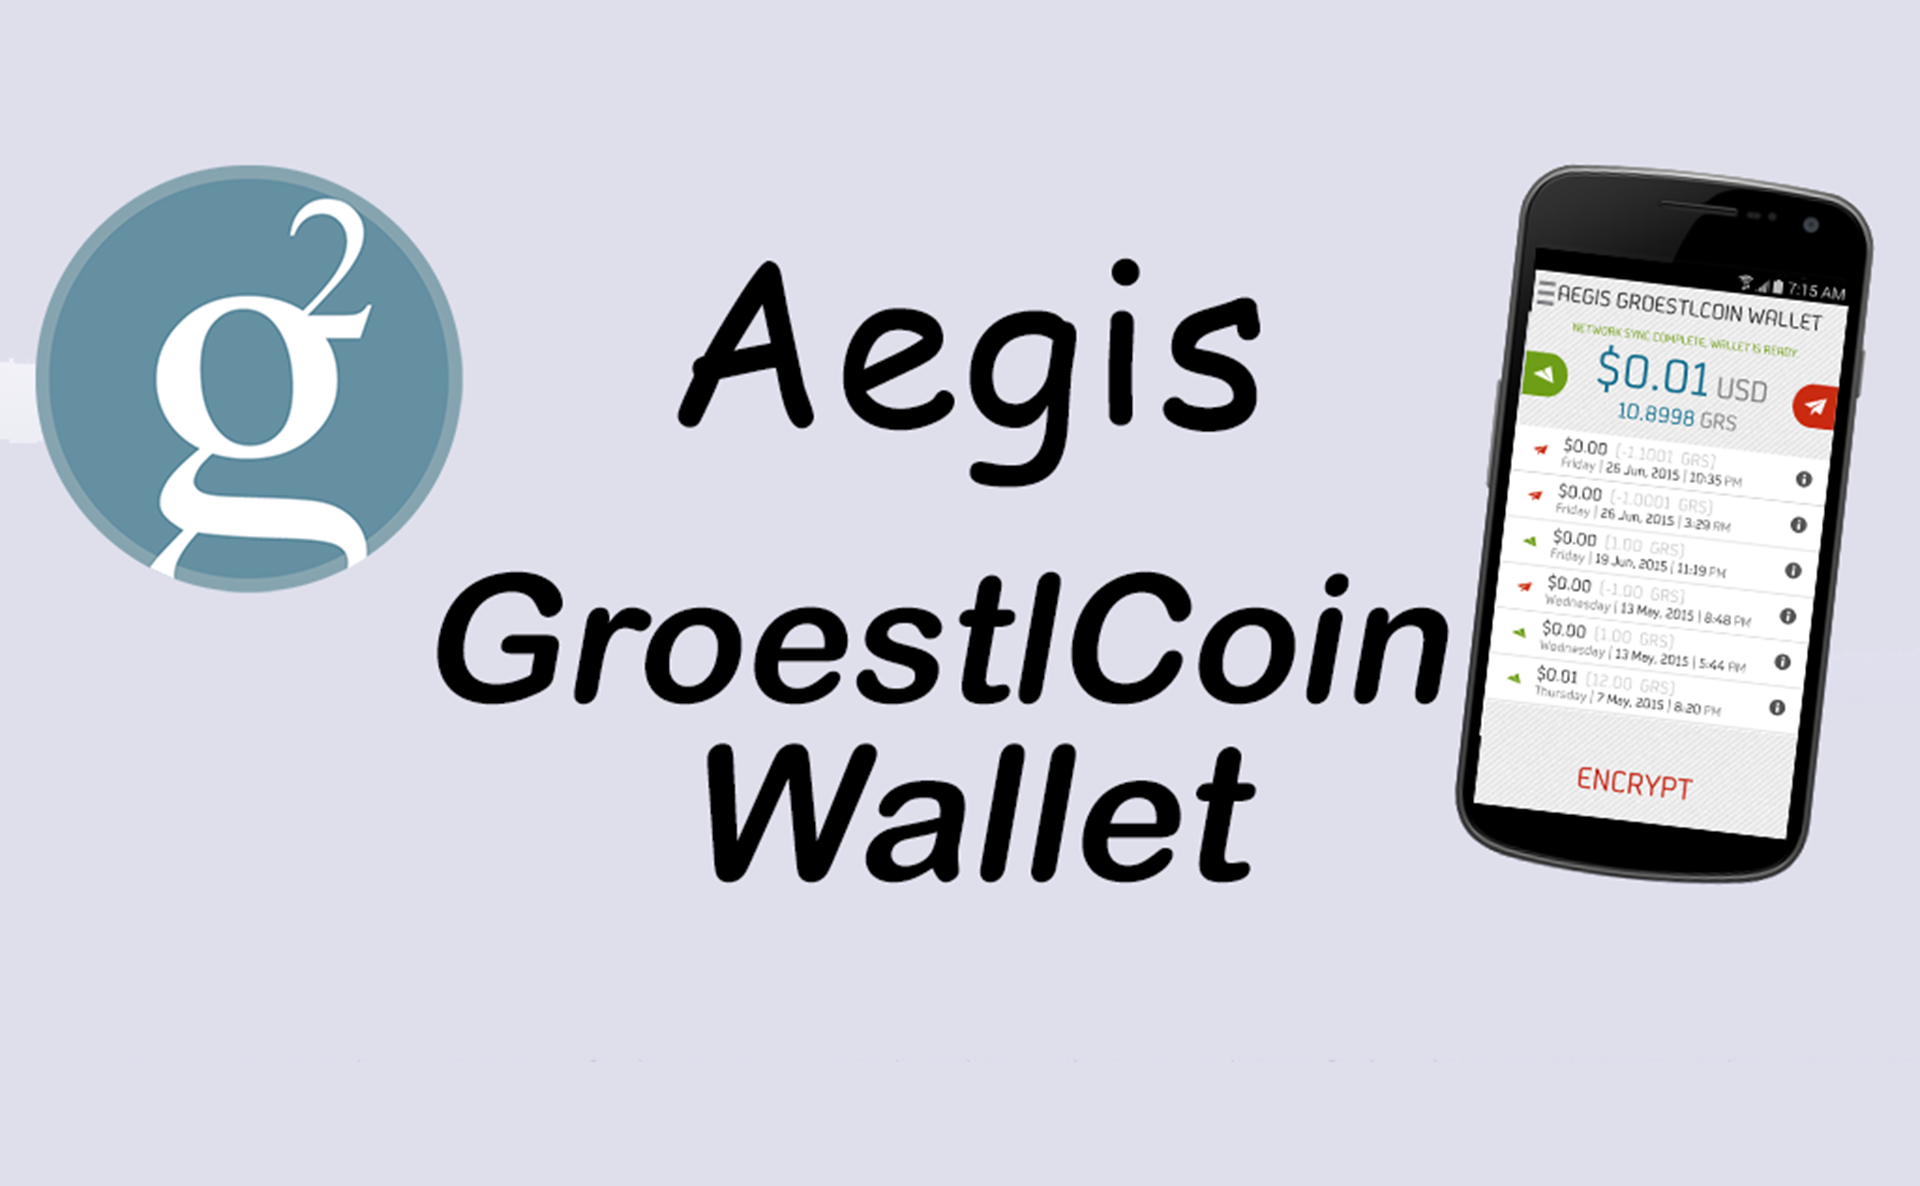 g2
Aegis
GroestlCoin
Wallet
7:15 AM
AEGIS GROESTLCOIN WALLET
NETWORK SYNC COMPLETE, WALLET IS READY
$0.01 USD
10.8998 GRS
$0.00 (-1.1001 GRS)
Friday | 26 Jun, 2015 | 10:35 PM
$0.00 (-1.0001 GRS)
Friday | 26 Jun, 2015 | 3:29 PM
$0.00 (1.00 GRS)
Friday | 19 Jun, 2015 | 11:19 PM
$0.00 (-1.00 GRS)
Wednesday | 13 May, 2015 | 8:48 PM
$0.00 (1.00 GRS)
Wednesday | 13 May, 2015 | 5:44 PM
$0.01 (12.00 GRS)
Thursday | 7 May, 2015 | 8:20 PM
ENCRYPT